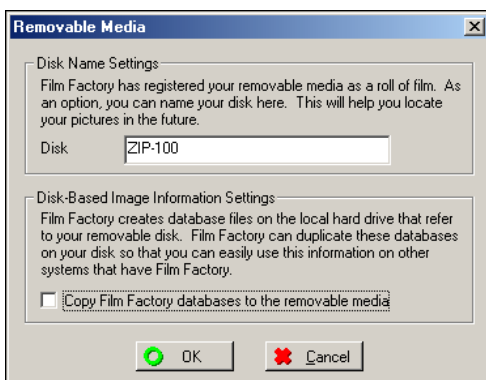 Removable Media
Disk Name Settings
Film Factory has registered your removable media as a roll of film. As
an option, you can name your disk here. This will help you locate
your pictures in the future.
Disk ZIP-100
Disk-Based Image Information Settings
Film Factory creates database files on the local hard drive that refer
to your removable disk. Film Factory can duplicate these databases
on your disk so that you can easily use this information on other
systems that have Film Factory.
Copy Film Factory databases to the removable media
OK Cancel